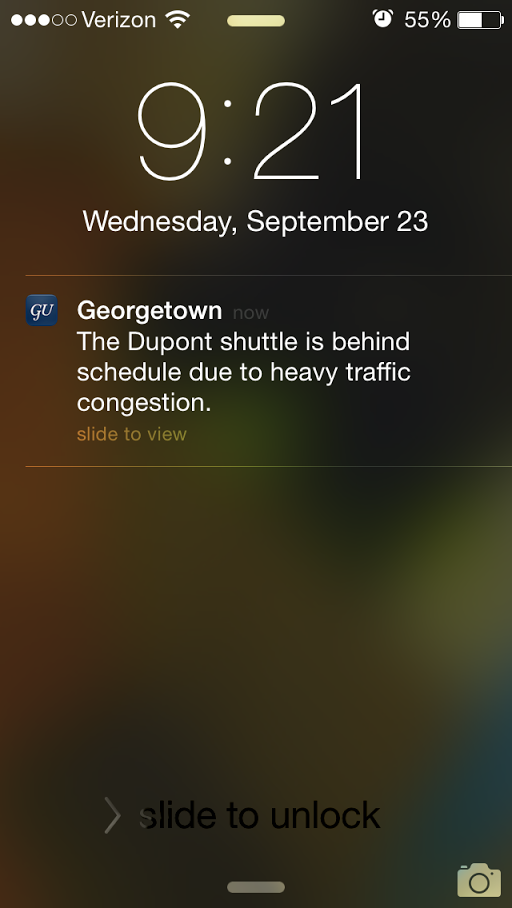 Verizon 55%
9:21
Wednesday, September 23
GU Georgetown now
The Dupont shuttle is behind
schedule due to heavy traffic
congestion.
slide to view
slide to unlock